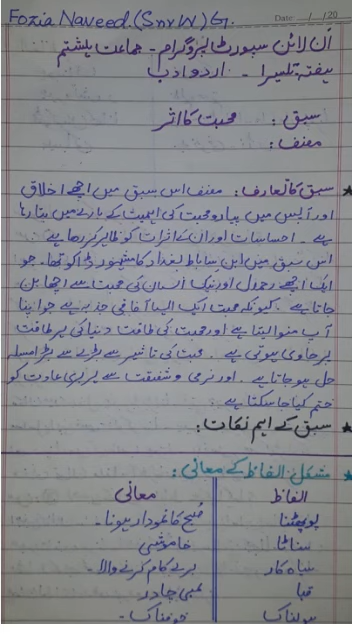 Fozia Naveed.(Snr W) G.
Date: / /20
آن لائن سپورٹ پروگرام - جماعت ہشتم
ہفتہ تیسرا - اردو ادب
سبق : محبت کا اثر
مصنف :
سبق کا تعارف : مصنف اس سبق میں اچھے اخلاق
اور آپس میں پیار و محبت کی اہمیت کے بارے میں بتا رہا
ہے - احساسات اور ان کے اثرات کو ظاہر کر رہا ہے -
اس سبق میں ابن ساباط بغداد کا مشہور ڈاکو تھا - جو
ایک اچھے رحمدل اور نیک انسان کی محبت سے اچھا بن
جاتا ہے - کیونکہ محبت ایک ایسا آفاقی جذبہ ہے جو اپنا
آپ منوا لیتا ہے اور محبت کی طاقت دنیا کی ہر طاقت
پر حاوی ہوتی ہے - محبت کی تاثیر سے بڑے سے بڑا مسئلہ
حل ہو جاتا ہے - اور نرمی و شفقت سے ہر بری عادت کو
ختم کیا جا سکتا ہے -
سبق کے اہم نکات :
مشکل الفاظ کے معانی :
الفاظ معانی
پو پھٹنا صبح کا نمودار ہونا -
سناٹا خاموشی
سیاہ کار برے کام کرنے والا -
قبا لمبی چادر
ہولناک خوفناک -